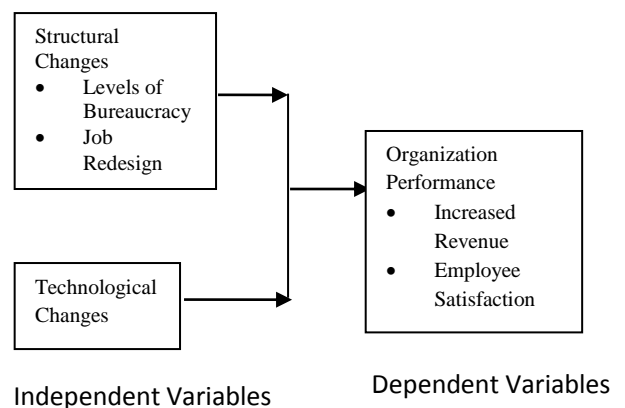 Structural
Changes
• Levels of
Bureaucracy
• Job
Redesign
Technological
Changes
Independent Variables
Organization
Performance
• Increased
Revenue
• Employee
Satisfaction
Dependent Variables